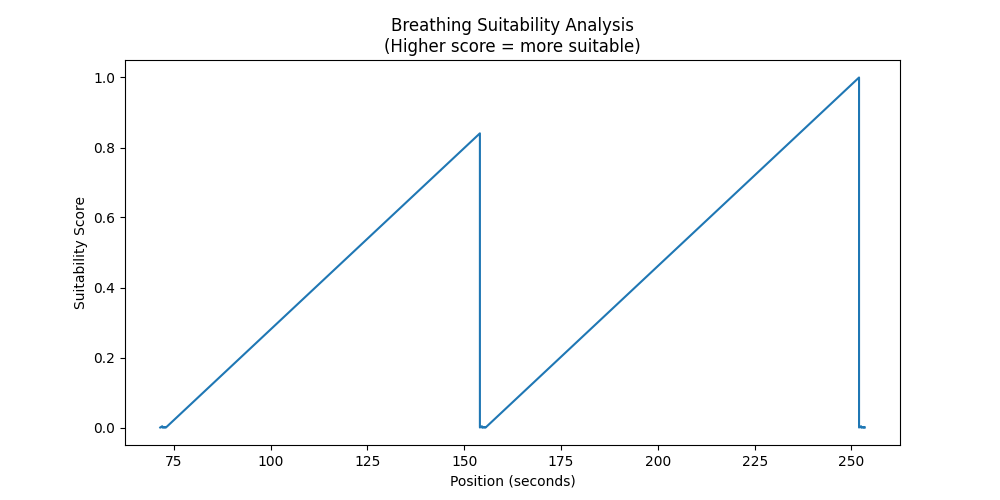 Breathing Suitability Analysis
(Higher score = more suitable)
1.0
0.8
0.6
0.4
0.2
0.0
Suitability Score
75 100 125 150 175 200 225 250
Position (seconds)